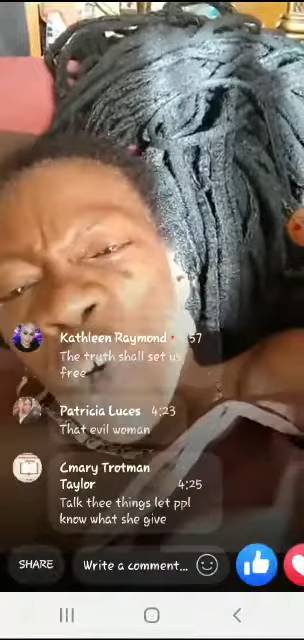 Kathleen Raymond 57
The truth shall set us
free
Patricia Luces 4:23
That evil woman
Cmary Trotman
Taylor 4:25
Talk thee things let ppl
know what she give
SHARE Write a comment...